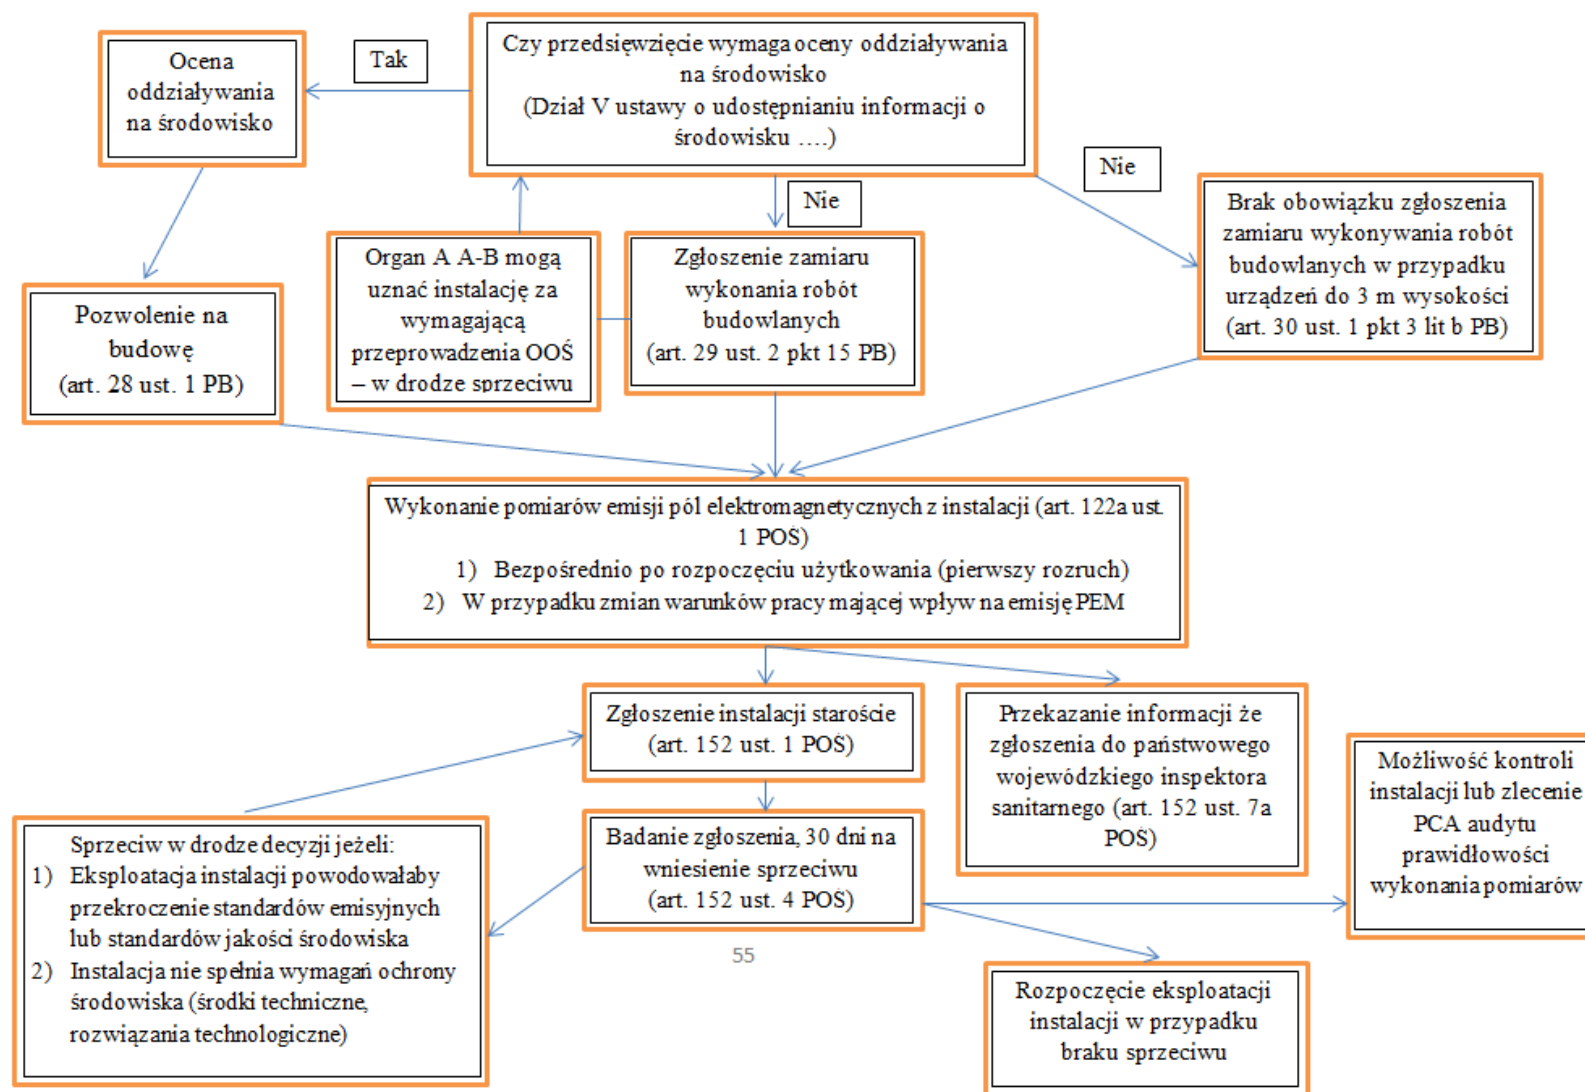 Czy przedsięwzięcie wymaga oceny oddziaływania
na środowisko
(Dział V ustawy o udostępnianiu informacji o
środowisku ....)
Tak
Ocena
oddziaływania
na środowisko
Nie
Nie
Pozwolenie na
budowę
(art. 28 ust. 1 PB)
Organ A A-B mogą
uznać instalację za
wymagającą
przeprowadzenia OOŚ
– w drodze sprzeciwu
Zgłoszenie zamiaru
wykonania robót
budowlanych
(art. 29 ust. 2 pkt 15 PB)
Brak obowiązku zgłoszenia
zamiaru wykonywania robót
budowlanych w przypadku
urządzeń do 3 m wysokości
(art. 30 ust. 1 pkt 3 lit b PB)
Wykonanie pomiarów emisji pól elektromagnetycznych z instalacji (art. 122a ust.
1 POŚ)
1) Bezpośrednio po rozpoczęciu użytkowania (pierwszy rozruch)
2) W przypadku zmian warunków pracy mającej wpływ na emisję PEM
Zgłoszenie instalacji staroście
(art. 152 ust. 1 POŚ)
Przekazanie informacji że
zgłoszenia do państwowego
wojewódzkiego inspektora
sanitarnego (art. 152 ust. 7a
POŚ)
Możliwość kontroli
instalacji lub zlecenie
PCA audytu
prawidłowości
wykonania pomiarów
Badanie zgłoszenia, 30 dni na
wniesienie sprzeciwu
(art. 152 ust. 4 POŚ)
Sprzeciw w drodze decyzji jeżeli:
1) Eksploatacja instalacji powodowałaby
przekroczenie standardów emisyjnych
lub standardów jakości środowiska
2) Instalacja nie spełnia wymagań ochrony
środowiska (środki techniczne,
rozwiązania technologiczne)
55
Rozpoczęcie eksploatacji
instalacji w przypadku
braku sprzeciwu